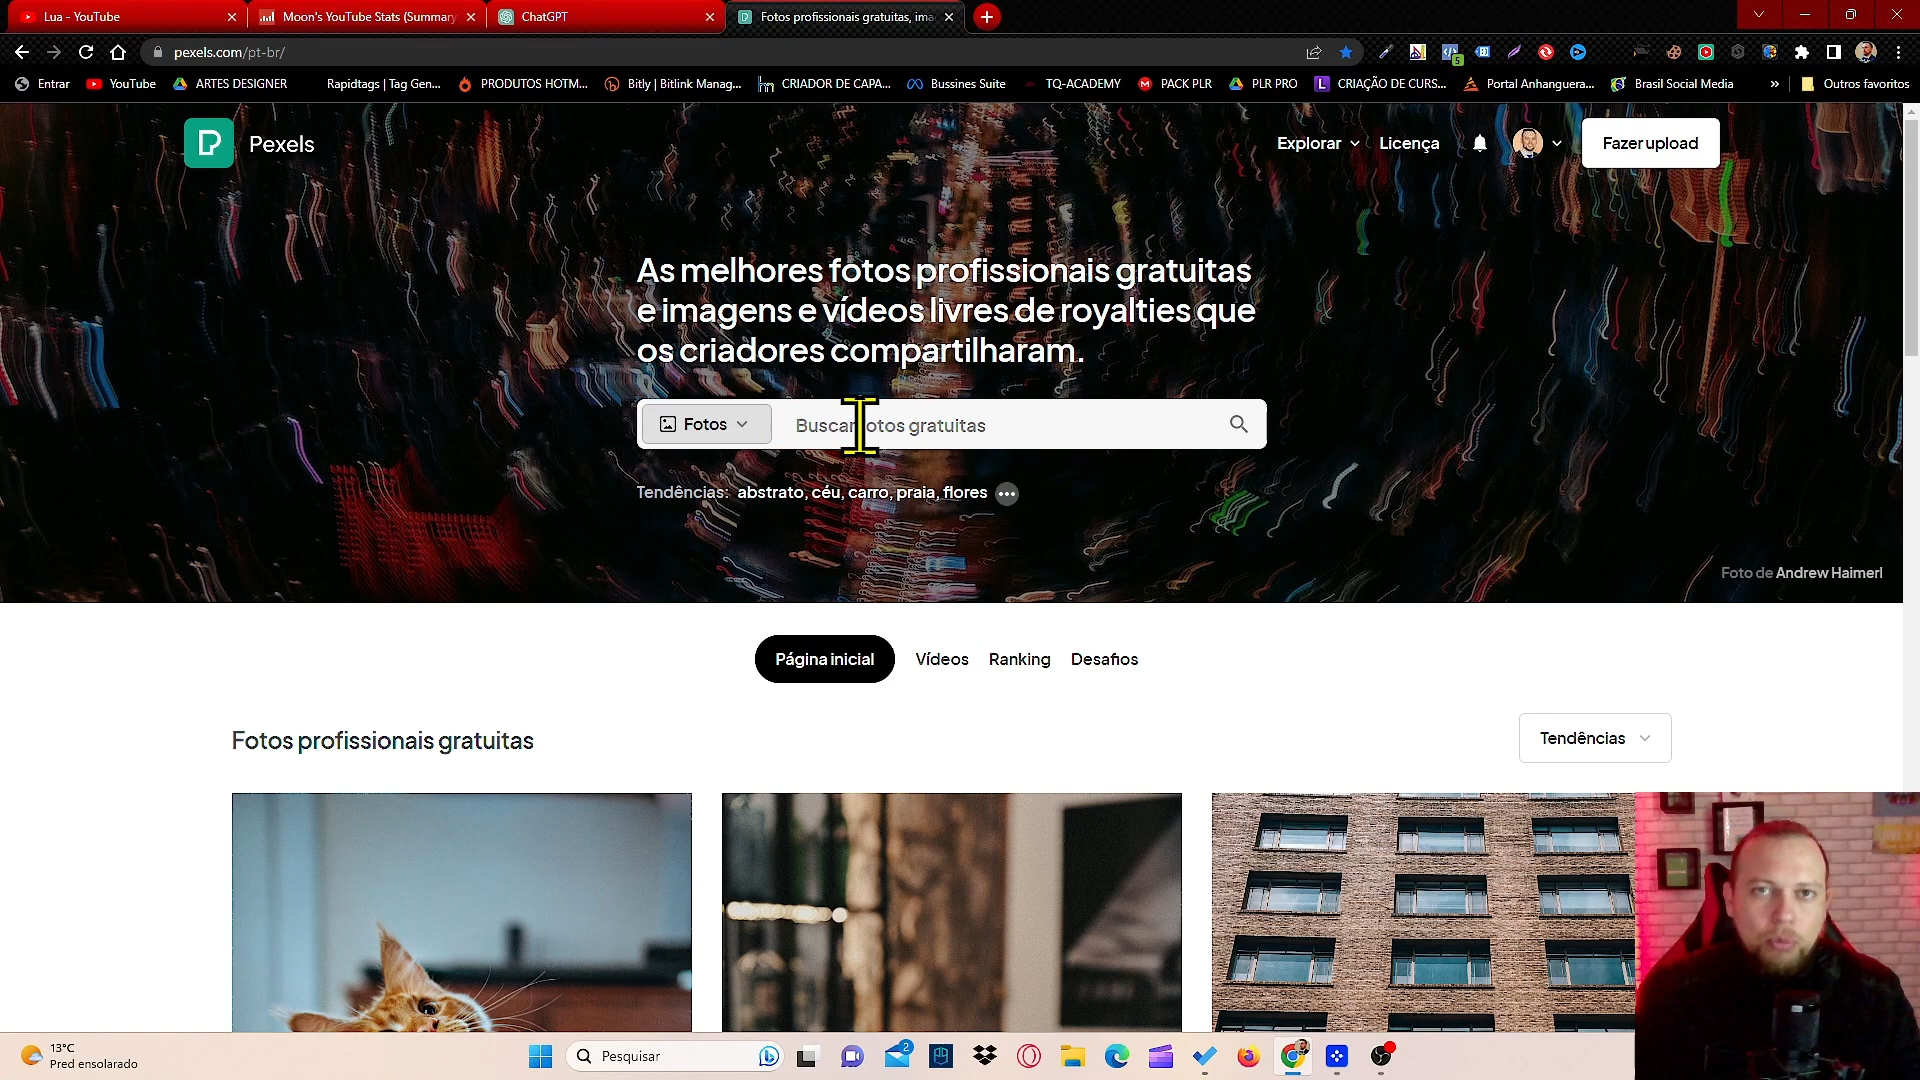 Lua - YouTube
Moon's YouTube Stats (Summary
ChatGPT
Fotos profissionais gratuitas, ima
pexels.com/pt-br/
5
Entrar
YouTube
ARTES DESIGNER
Rapidtags | Tag Gen...
PRODUTOS HOTM...
Bitly | Bitlink Manag...
CRIADOR DE CAPA...
Bussines Suite
TQ-ACADEMY
PACK PLR
PLR PRO
CRIAÇÃO DE CURS...
Portal Anhanguera...
Brasil Social Media
»
Outros favoritos
Pexels
Explorar
Licença
Fazer upload
As melhores fotos profissionais gratuitas
e imagens e vídeos livres de royalties que
os criadores compartilharam.
Fotos
Buscar fotos gratuitas
Tendências: abstrato, céu, carro, praia, flores
Foto de Andrew Haimerl
Página inicial
Vídeos
Ranking
Desafios
Fotos profissionais gratuitas
Tendências
13°C
Pred ensolarado
Pesquisar
2